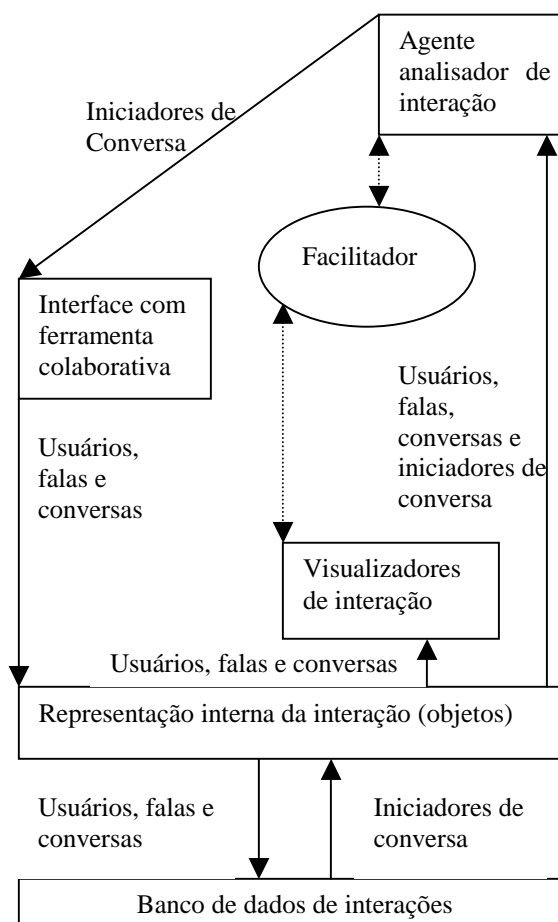 Agente
analisador de
interação
Iniciadores de
Conversa
Facilitador
Interface com
ferramenta
colaborativa
Usuários,
falas,
conversas e
iniciadores de
conversa
Usuários,
falas e
conversas
Visualizadores
de interação
Usuários, falas e conversas
Representação interna da interação (objetos)
Usuários, falas e
conversas
Iniciadores de
conversa
Banco de dados de interações